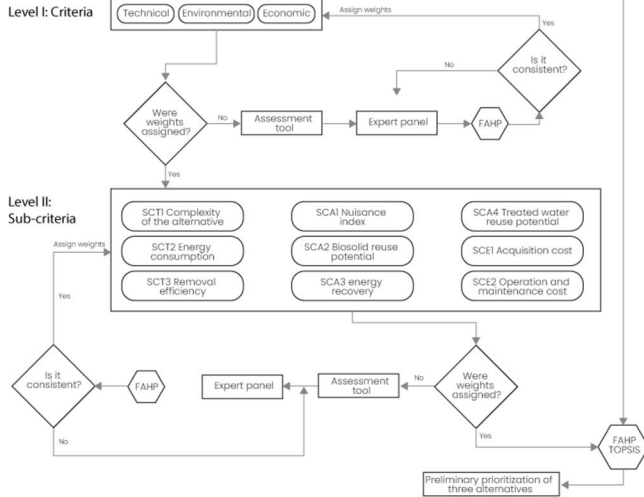 Level I: Criteria
Technical
Environmental
Economic
Assign weights
Yes
No
Is it
consistent?
Were
weights
assigned?
No
Assessment
tool
Expert panel
FAHP
Yes
Level II:
Sub-criteria
SCT1 Complexity
of the alternative
SCA1 Nuisance
index
SCA4 Treated water
reuse potential
Assign weights
SCT2 Energy
consumption
SCA2 Biosolid reuse
potential
SCE1 Acquisition cost
SCT3 Removal
efficiency
SCA3 energy
recovery
SCE2 Operation and
maintenance cost
Yes
Is it
consistent?
FAHP
Expert panel
Assessment
tool
No
Were
weights
assigned?
No
Yes
FAHP
TOPSIS
Preliminary prioritization of
three alternatives